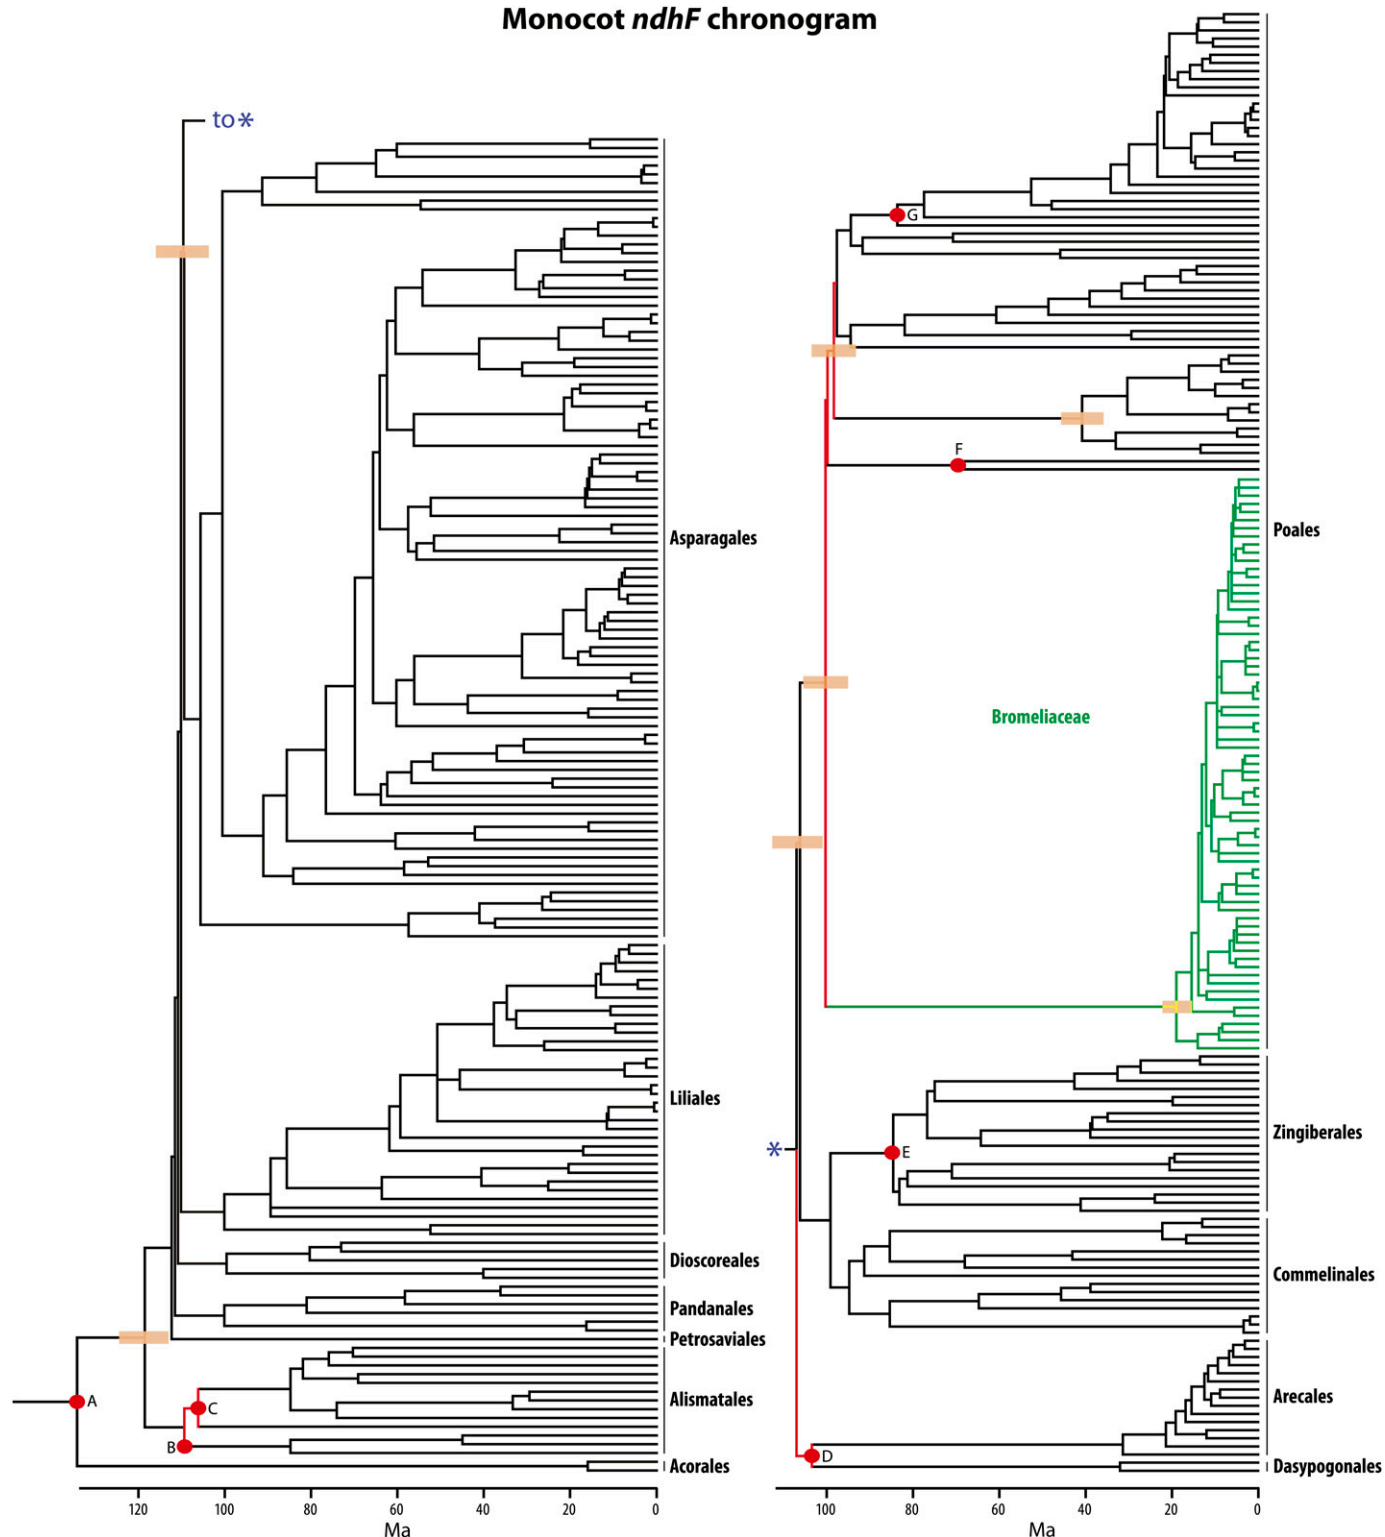 Monocot ndhF chronogram
to*
Asparagales
Liliales
Dioscoreales
Pandanales
Petrosaviales
A
C
Alismatales
B
Acorales
120 100 80 60 40 20 0
Ma
G
F
Poales
Bromeliaceae
*
E
Zingiberales
Commelinales
Arecales
D
Dasypogonales
100 80 60 40 20 0
Ma